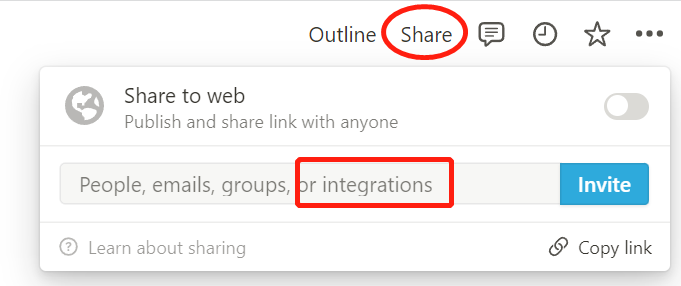 Outline Share
Share to web
Publish and share link with anyone
People, emails, groups, or integrations Invite
Learn about sharing Copy link